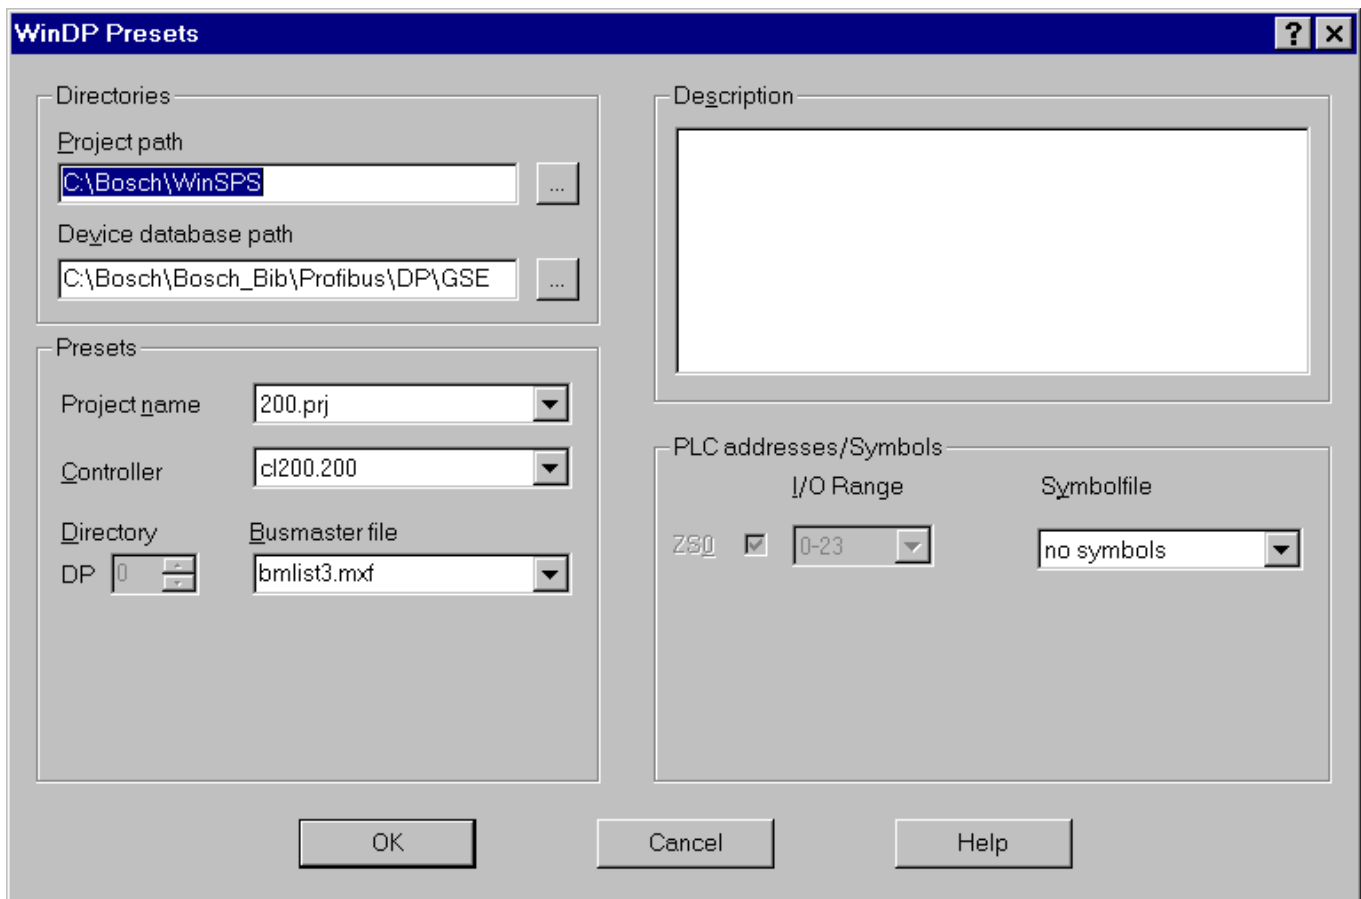 WinDP Presets
Directories
Project path
C:\Bosch\WinSPS
...
Device database path
C:\Bosch\Bosch_Bib\Profibus\DP\GSE
...
Presets
Project name
200.prj
Controller
cl200.200
Directory
Busmaster file
DP
0
bmlist3.mxf
Description
PLC addresses/Symbols
I/O Range
Symbolfile
ZS0
0-23
no symbols
OK
Cancel
Help